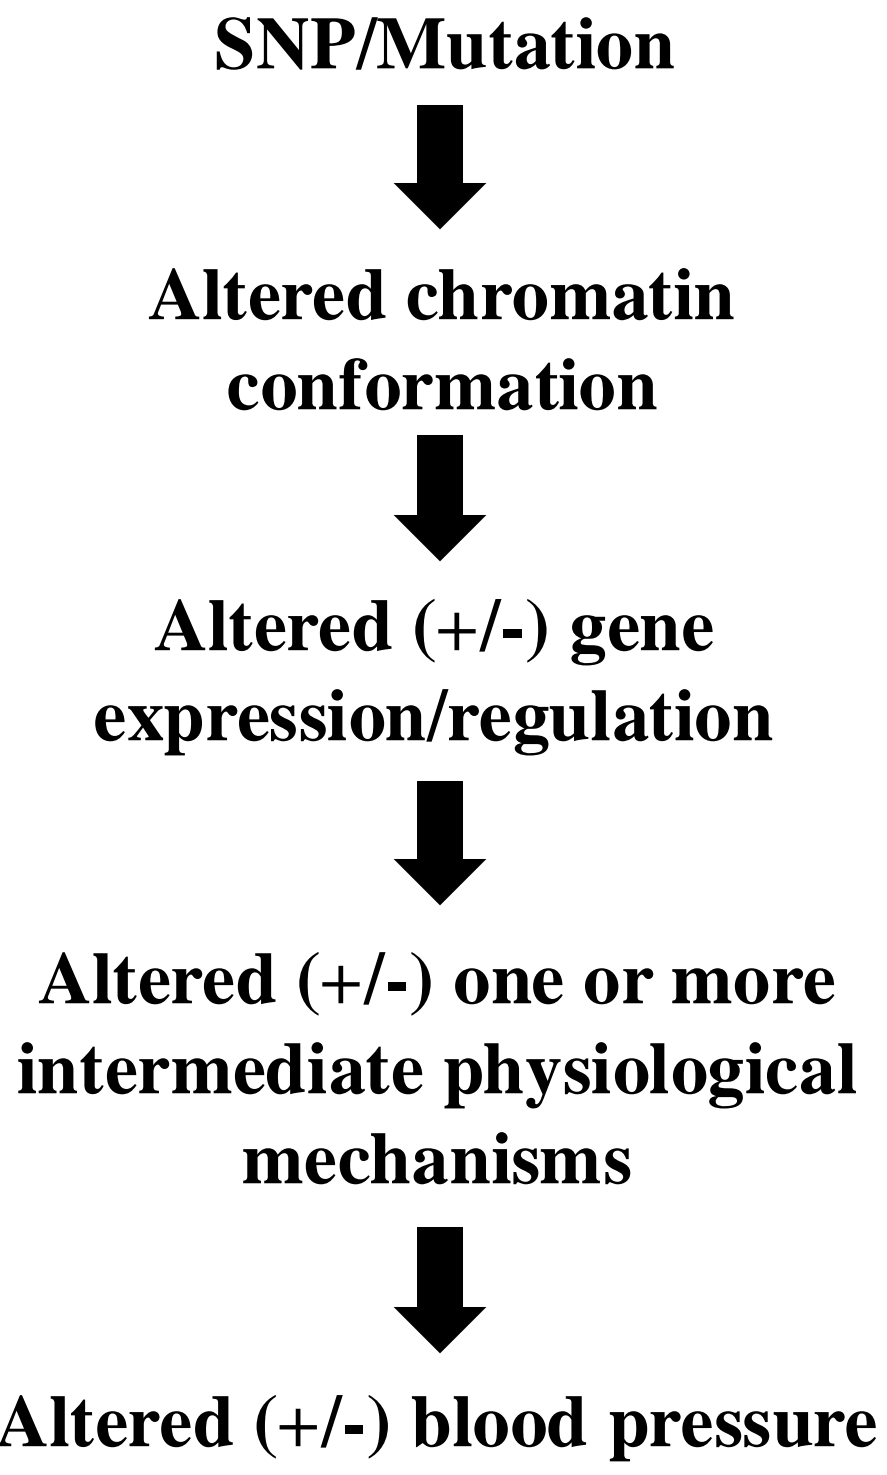 SNP/Mutation
Altered chromatin
conformation
Altered (+/-) gene
expression/regulation
Altered (+/-) one or more
intermediate physiological
mechanisms
Altered (+/-) blood pressure